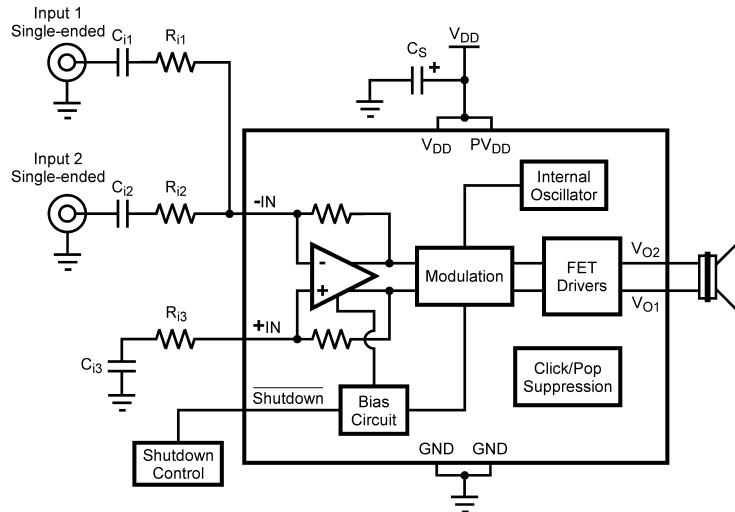 Input 1
Single-ended
Ci1
Ri1
CS
+
VDD
VDD
PVDD
Input 2
Single-ended
Ci2
Ri2
-IN
Internal
Oscillator
-
+
Modulation
FET
Drivers
VO2
VO1
Ri3
+IN
Ci3
Shutdown
Bias
Circuit
Click/Pop
Suppression
Shutdown
Control
GND
GND